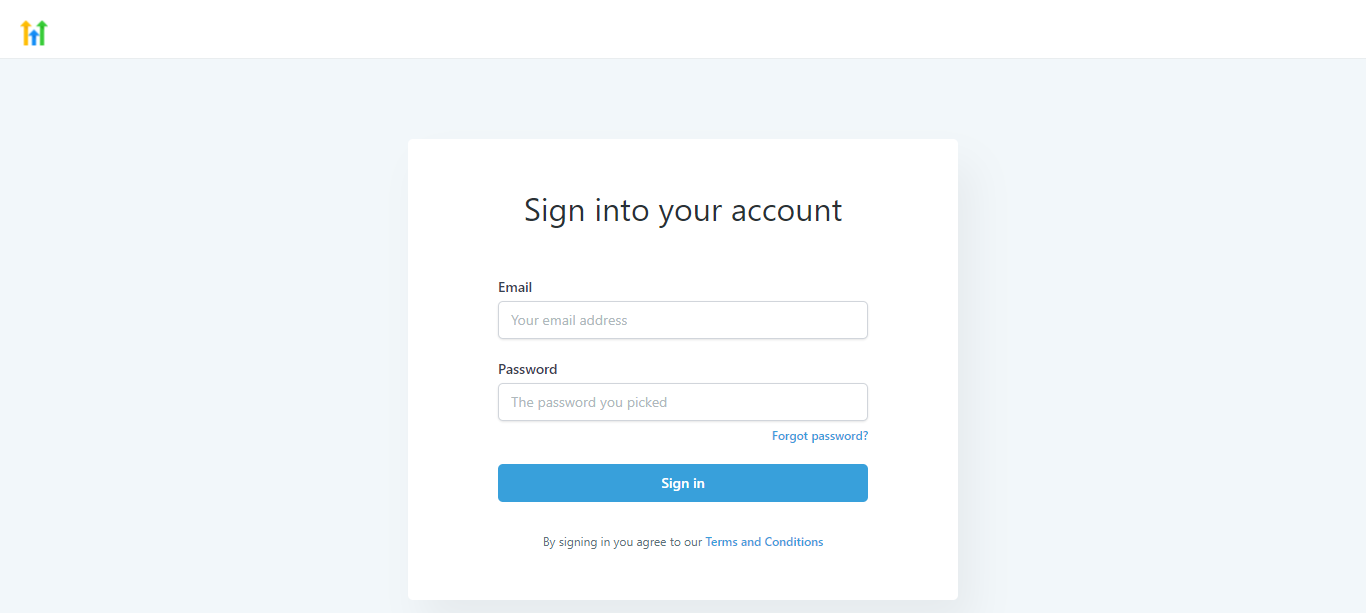 Sign into your account
Email
Your email address
Password
The password you picked
Forgot password?
Sign in
By signing in you agree to our Terms and Conditions